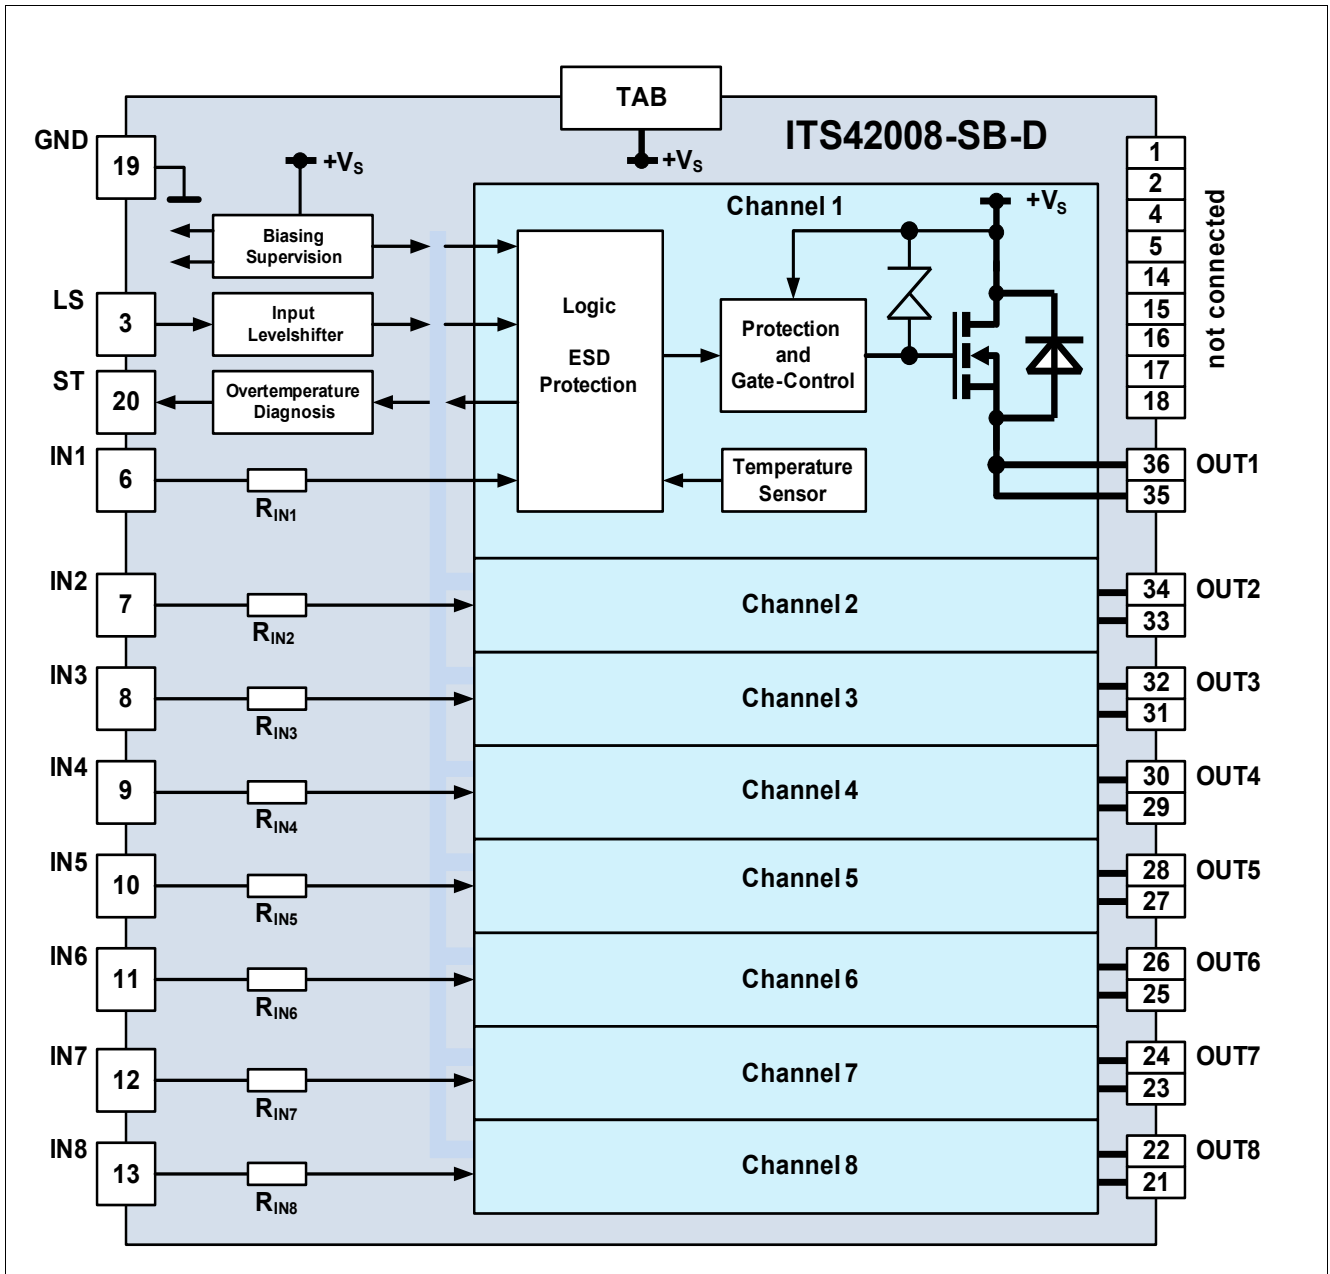 TAB
ITS42008-SB-D
GND
19
+VS
+VS
1
2
4
5
14
15
16
17
18
not connected
Channel 1
+VS
Biasing
Supervision
LS
3
Input
Levelshifter
ST
20
Overtemperature
Diagnosis
Logic
ESD
Protection
Protection
and
Gate-Control
Temperature
Sensor
IN1
6
RIN1
36
35
OUT1
IN2
7
RIN2
Channel 2
34
33
OUT2
IN3
8
RIN3
Channel 3
32
31
OUT3
IN4
9
RIN4
Channel 4
30
29
OUT4
IN5
10
RIN5
Channel 5
28
27
OUT5
IN6
11
RIN6
Channel 6
26
25
OUT6
IN7
12
RIN7
Channel 7
24
23
OUT7
IN8
13
RIN8
Channel 8
22
21
OUT8